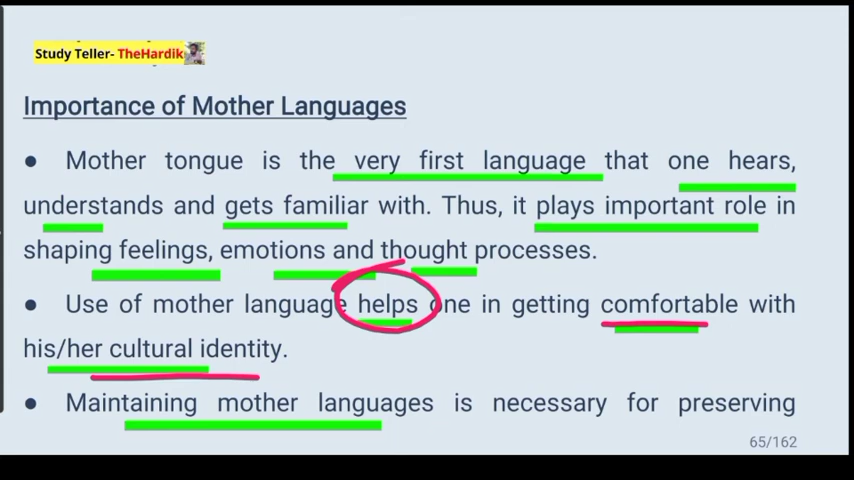 Study Teller- TheHardik
Importance of Mother Languages
● Mother tongue is the very first language that one hears,
understands and gets familiar with. Thus, it plays important role in
shaping feelings, emotions and thought processes.
● Use of mother language helps one in getting comfortable with
his/her cultural identity.
● Maintaining mother languages is necessary for preserving
65/162